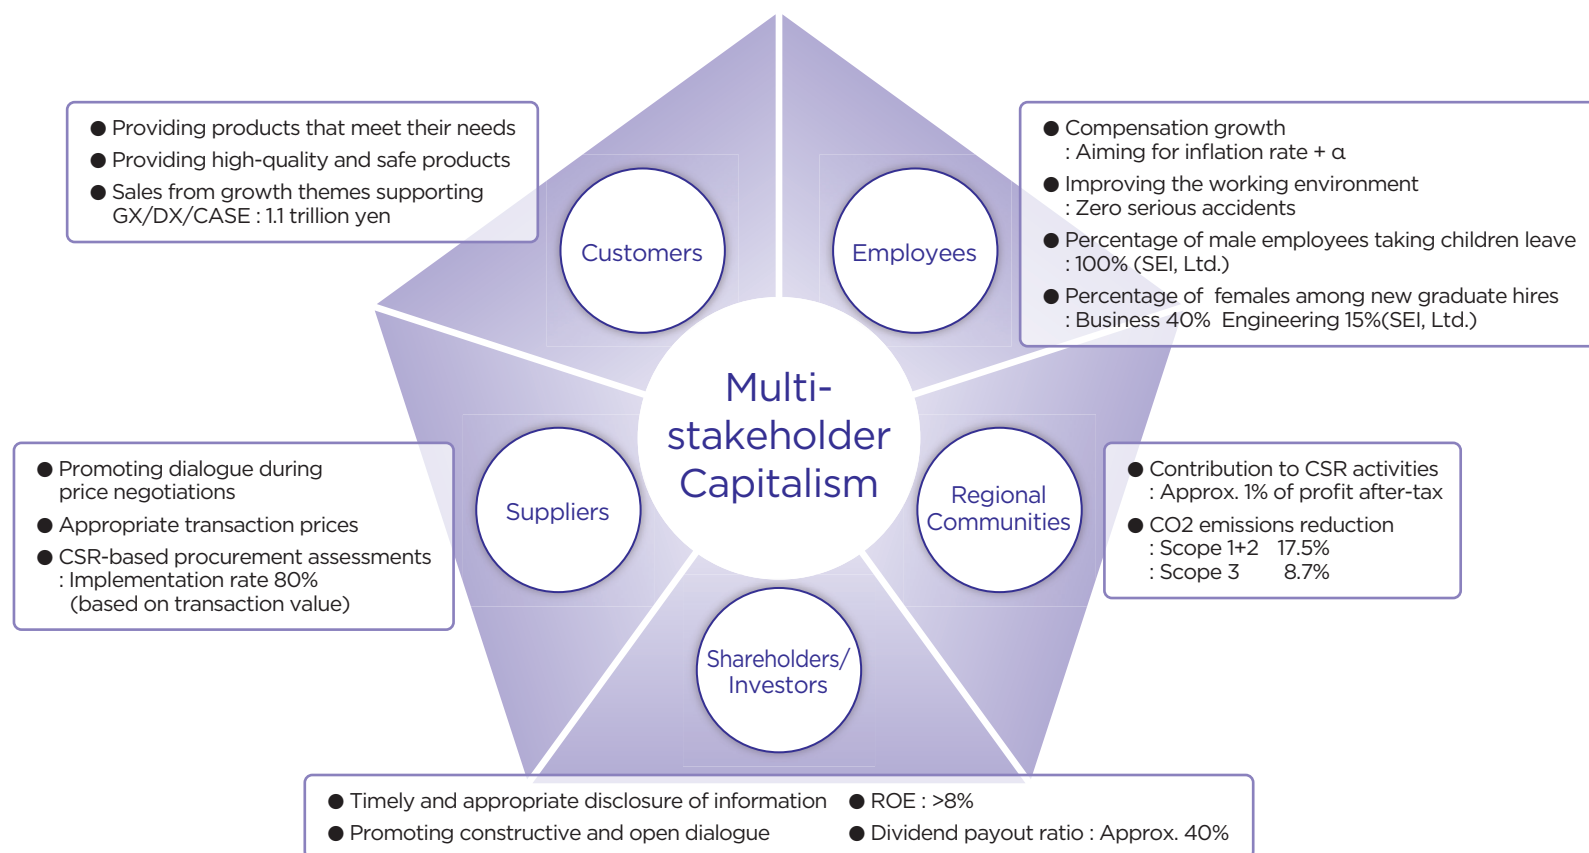 ● Providing products that meet their needs
● Providing high-quality and safe products
● Sales from growth themes supporting
GX/DX/CASE : 1.1 trillion yen
Customers
Employees
● Compensation growth
: Aiming for inflation rate + α
● Improving the working environment
: Zero serious accidents
● Percentage of male employees taking children leave
: 100% (SEI, Ltd.)
● Percentage of females among new graduate hires
: Business 40% Engineering 15%(SEI, Ltd.)
Multi-
stakeholder
Capitalism
● Promoting dialogue during
price negotiations
● Appropriate transaction prices
● CSR-based procurement assessments
: Implementation rate 80%
(based on transaction value)
Suppliers
Regional
Communities
● Contribution to CSR activities
: Approx. 1% of profit after-tax
● CO2 emissions reduction
: Scope 1+2 17.5%
: Scope 3 8.7%
Shareholders/
Investors
● Timely and appropriate disclosure of information
● Promoting constructive and open dialogue
● ROE : >8%
● Dividend payout ratio : Approx. 40%